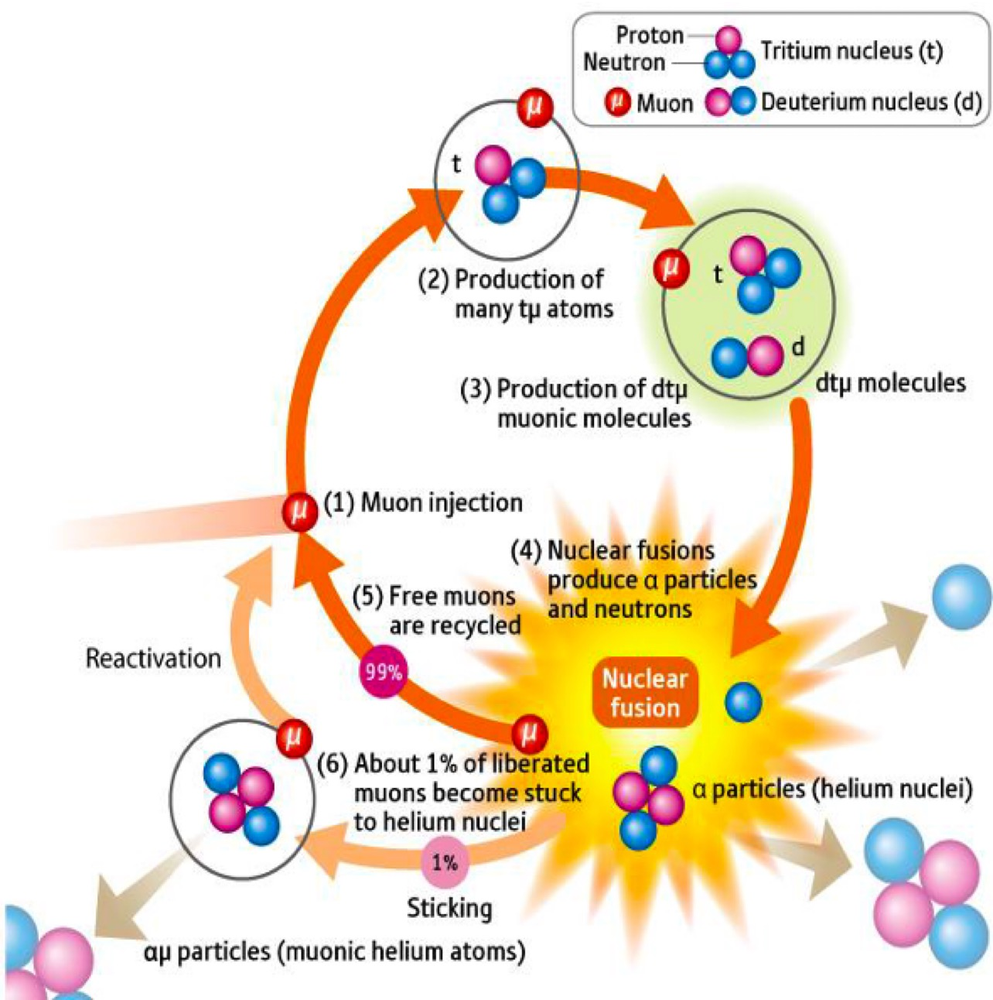 Proton
Neutron
Tritium nucleus (t)
μ Muon
Deuterium nucleus (d)
μ
t
(2) Production of
many tμ atoms
μ
t
d
(3) Production of dtμ
muonic molecules
dtμ molecules
μ
(1) Muon injection
(4) Nuclear fusions
produce α particles
and neutrons
(5) Free muons
are recycled
99%
Reactivation
Nuclear
fusion
μ
μ
(6) About 1% of liberated
muons become stuck
to helium nuclei
α particles (helium nuclei)
1%
Sticking
αμ particles (muonic helium atoms)